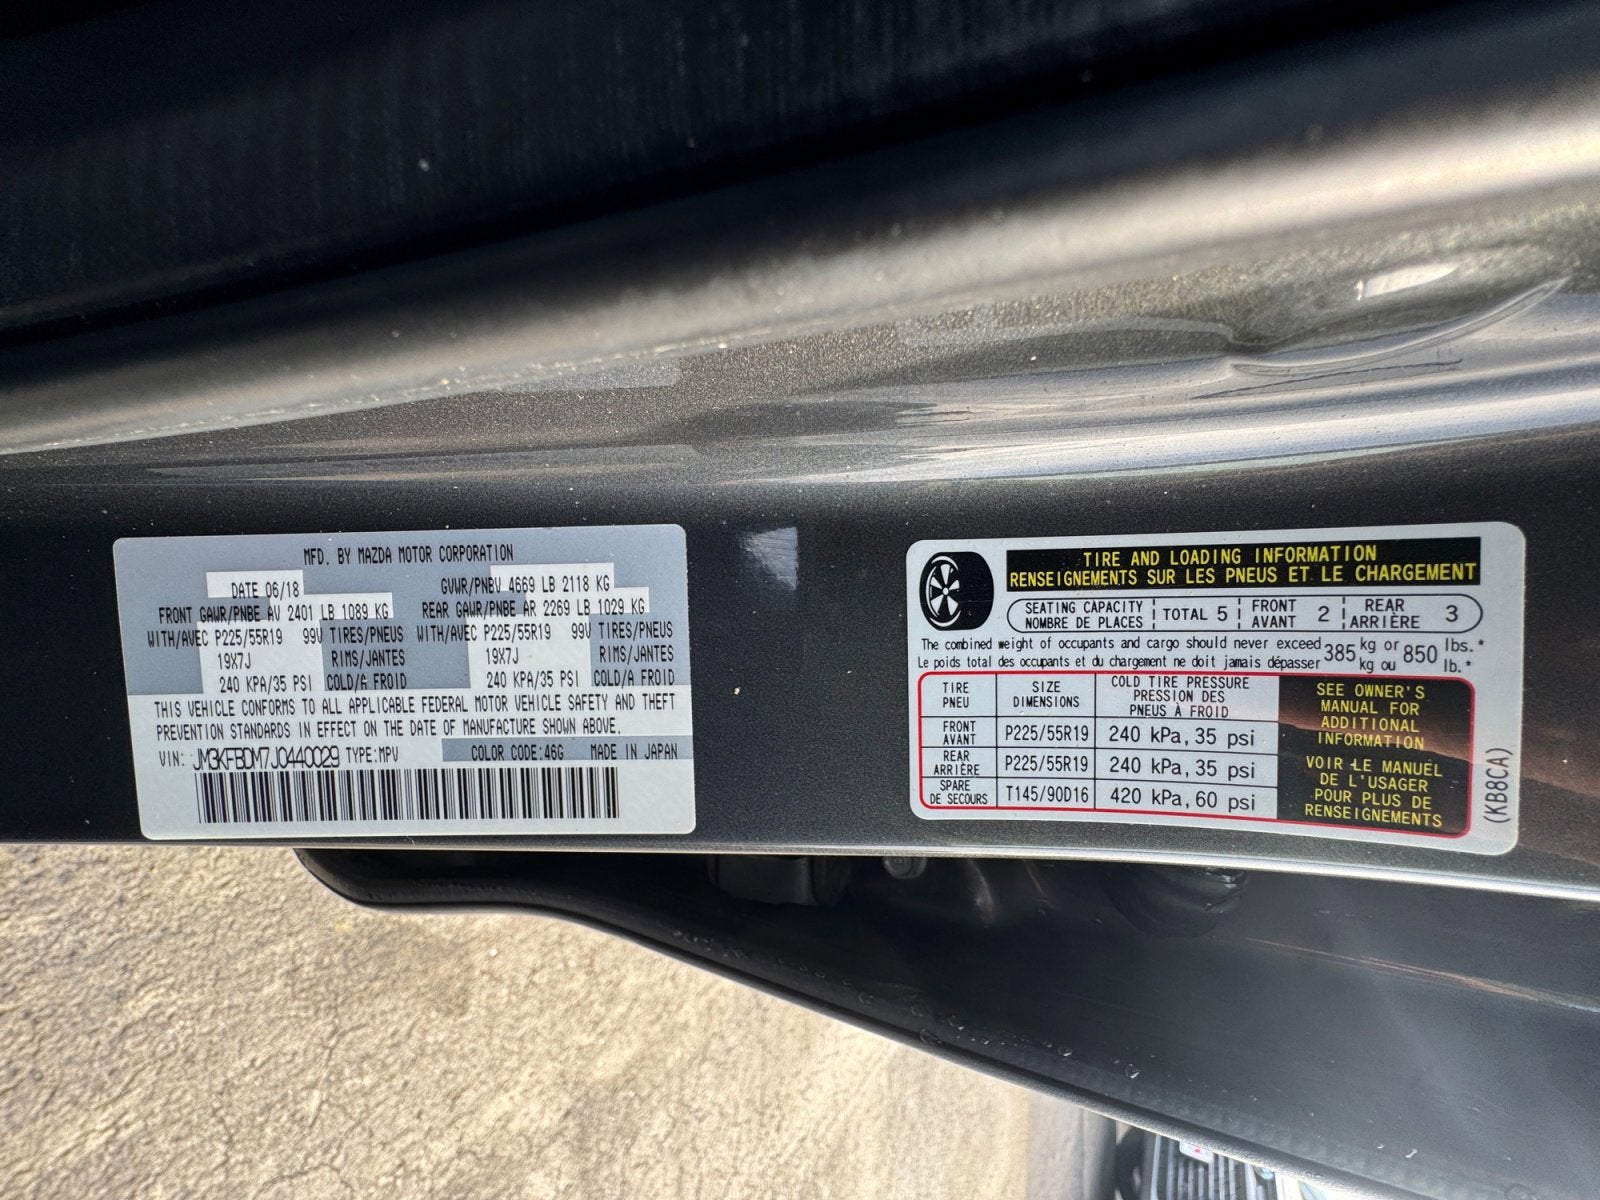 MFD. BY MAZDA MOTOR CORPORATION
DATE 06/18 GVWR/PNBV 4669 LB 2118 KG
FRONT GAWR/PNBE AV 2401 LB 1089 KG REAR GAWR/PNBE AR 2269 LB 1029 KG
WITH/AVEC P225/55R19 99V TIRES/PNEUS WITH/AVEC P225/55R19 99V TIRES/PNEUS
19X7J RIMS/JANTES 19X7J RIMS/JANTES
240 KPA/35 PSI COLD/A FROID 240 KPA/35 PSI COLD/A FROID
THIS VEHICLE CONFORMS TO ALL APPLICABLE FEDERAL MOTOR VEHICLE SAFETY AND THEFT
PREVENTION STANDARDS IN EFFECT ON THE DATE OF MANUFACTURE SHOWN ABOVE.
VIN: JM3KFBDM7J0440029 TYPE:MPV COLOR CODE:46G MADE IN JAPAN
TIRE AND LOADING INFORMATION
RENSEIGNEMENTS SUR LES PNEUS ET LE CHARGEMENT
SEATING CAPACITY
NOMBRE DE PLACES
TOTAL 5
FRONT
AVANT
2
REAR
ARRIÈRE
3
The combined weight of occupants and cargo should never exceed 385 kg or 850 lbs.*
Le poids total des occupants et du chargement ne doit jamais dépasser kg ou lb.*
TIRE
PNEU
SIZE
DIMENSIONS
COLD TIRE PRESSURE
PRESSION DES
PNEUS À FROID
FRONT
AVANT
P225/55R19 240 kPa, 35 psi
REAR
ARRIÈRE
P225/55R19 240 kPa, 35 psi
SPARE
DE SECOURS
T145/90D16 420 kPa, 60 psi
SEE OWNER'S
MANUAL FOR
ADDITIONAL
INFORMATION
VOIR LE MANUEL
DE L'USAGER
POUR PLUS DE
RENSEIGNEMENTS
(KB8CA)